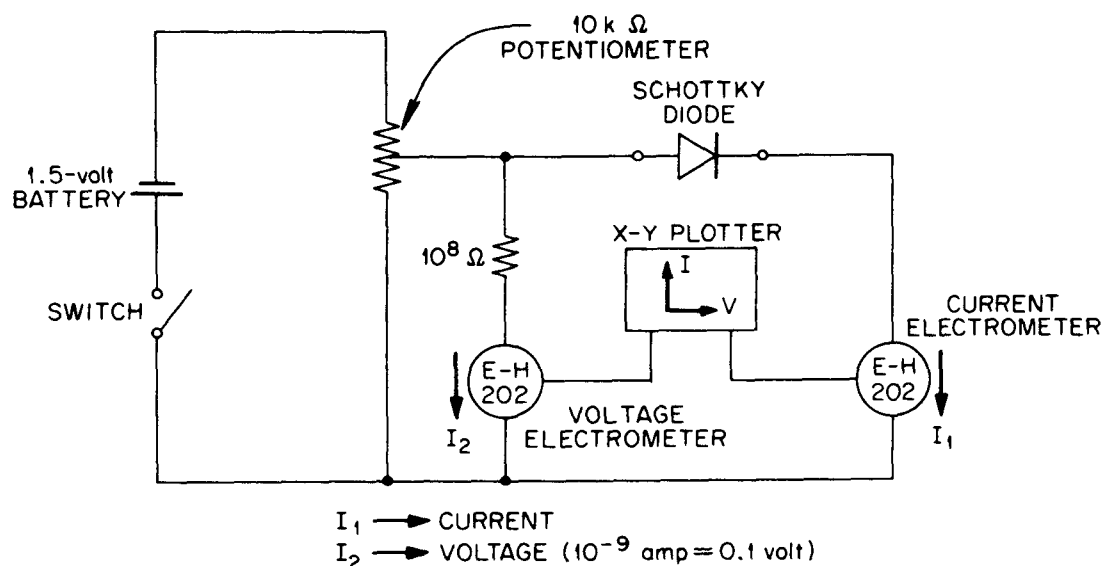 10 k Ω
POTENTIOMETER
SCHOTTKY
DIODE
1.5-volt
BATTERY
X-Y PLOTTER
10⁸ Ω
I
V
SWITCH
CURRENT
ELECTROMETER
E-H
202
E-H
202
VOLTAGE
ELECTROMETER
I₂
I₁
I₁ → CURRENT
I₂ → VOLTAGE (10⁻⁹ amp = 0.1 volt)